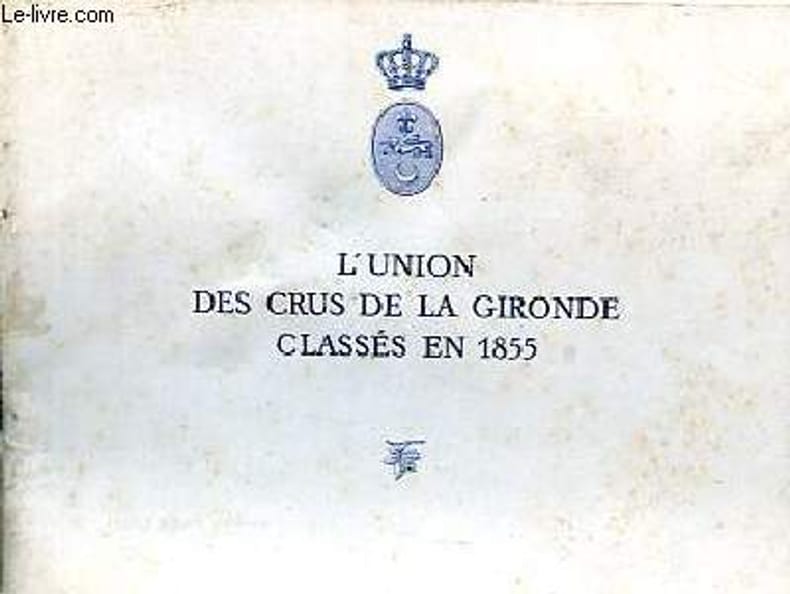 Le-livre.com
L'UNION
DES CRUS DE LA GIRONDE
CLASSÉS EN 1855